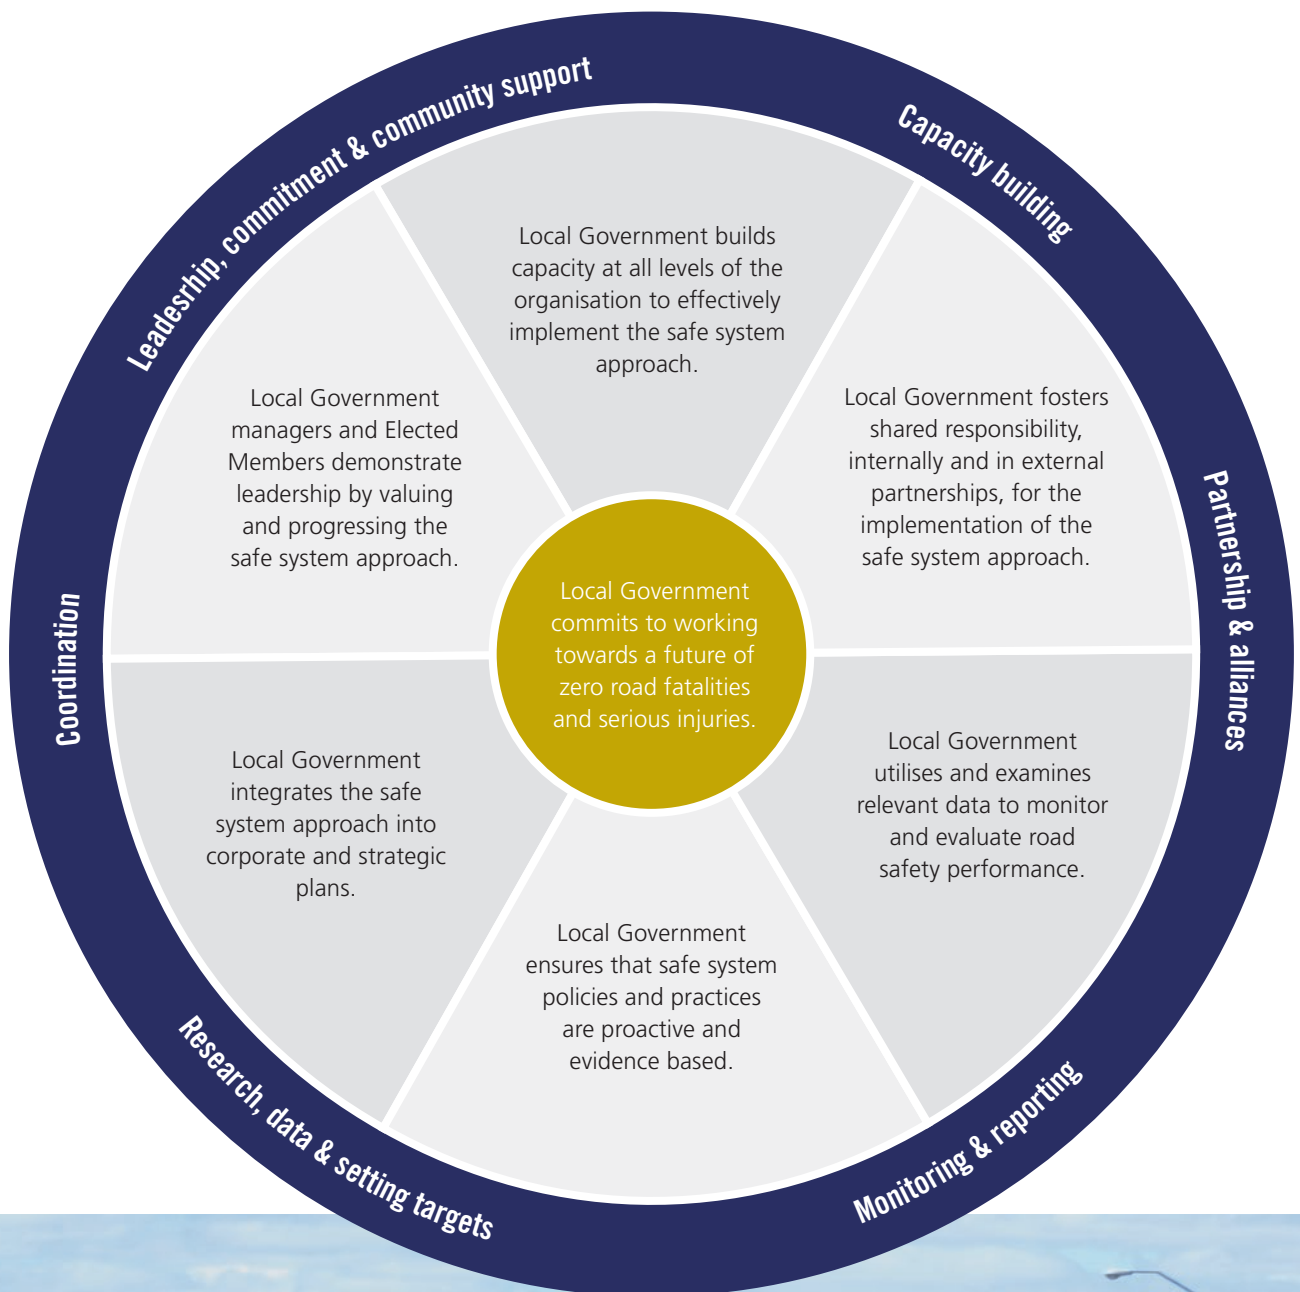 Leadesrhip, commitment & community support
Capacity building
Partnership & alliances
Monitoring & reporting
Research, data & setting targets
Coordination
Local Government builds
capacity at all levels of the
organisation to effectively
implement the safe system
approach.
Local Government fosters
shared responsibility,
internally and in external
partnerships, for the
implementation of the
safe system approach.
Local Government
utilises and examines
relevant data to monitor
and evaluate road
safety performance.
Local Government
ensures that safe system
policies and practices
are proactive and
evidence based.
Local Government
integrates the safe
system approach into
corporate and strategic
plans.
Local Government
managers and Elected
Members demonstrate
leadership by valuing
and progressing the
safe system approach.
Local Government
commits to working
towards a future of
zero road fatalities
and serious injuries.